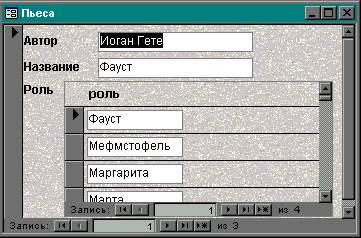 Пьеса
Автор Иоган Гете
Название Фауст
Роль роль
Фауст
Мефмстофель
Маргарита
Марта
Запись: 1 из 4
Запись: 1 из 3